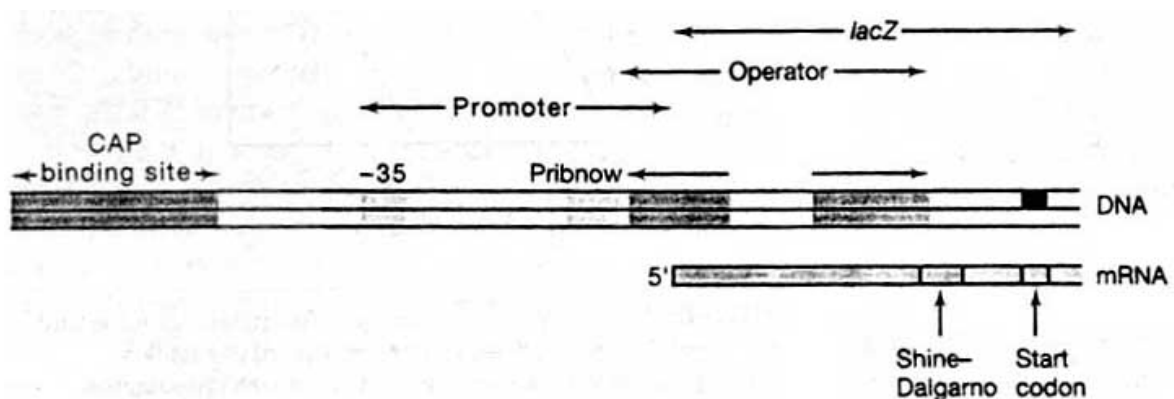 lacZ
Operator
Promoter
CAP
binding site
-35
Pribnow
DNA
5'
mRNA
Shine–
Dalgarno
Start
codon